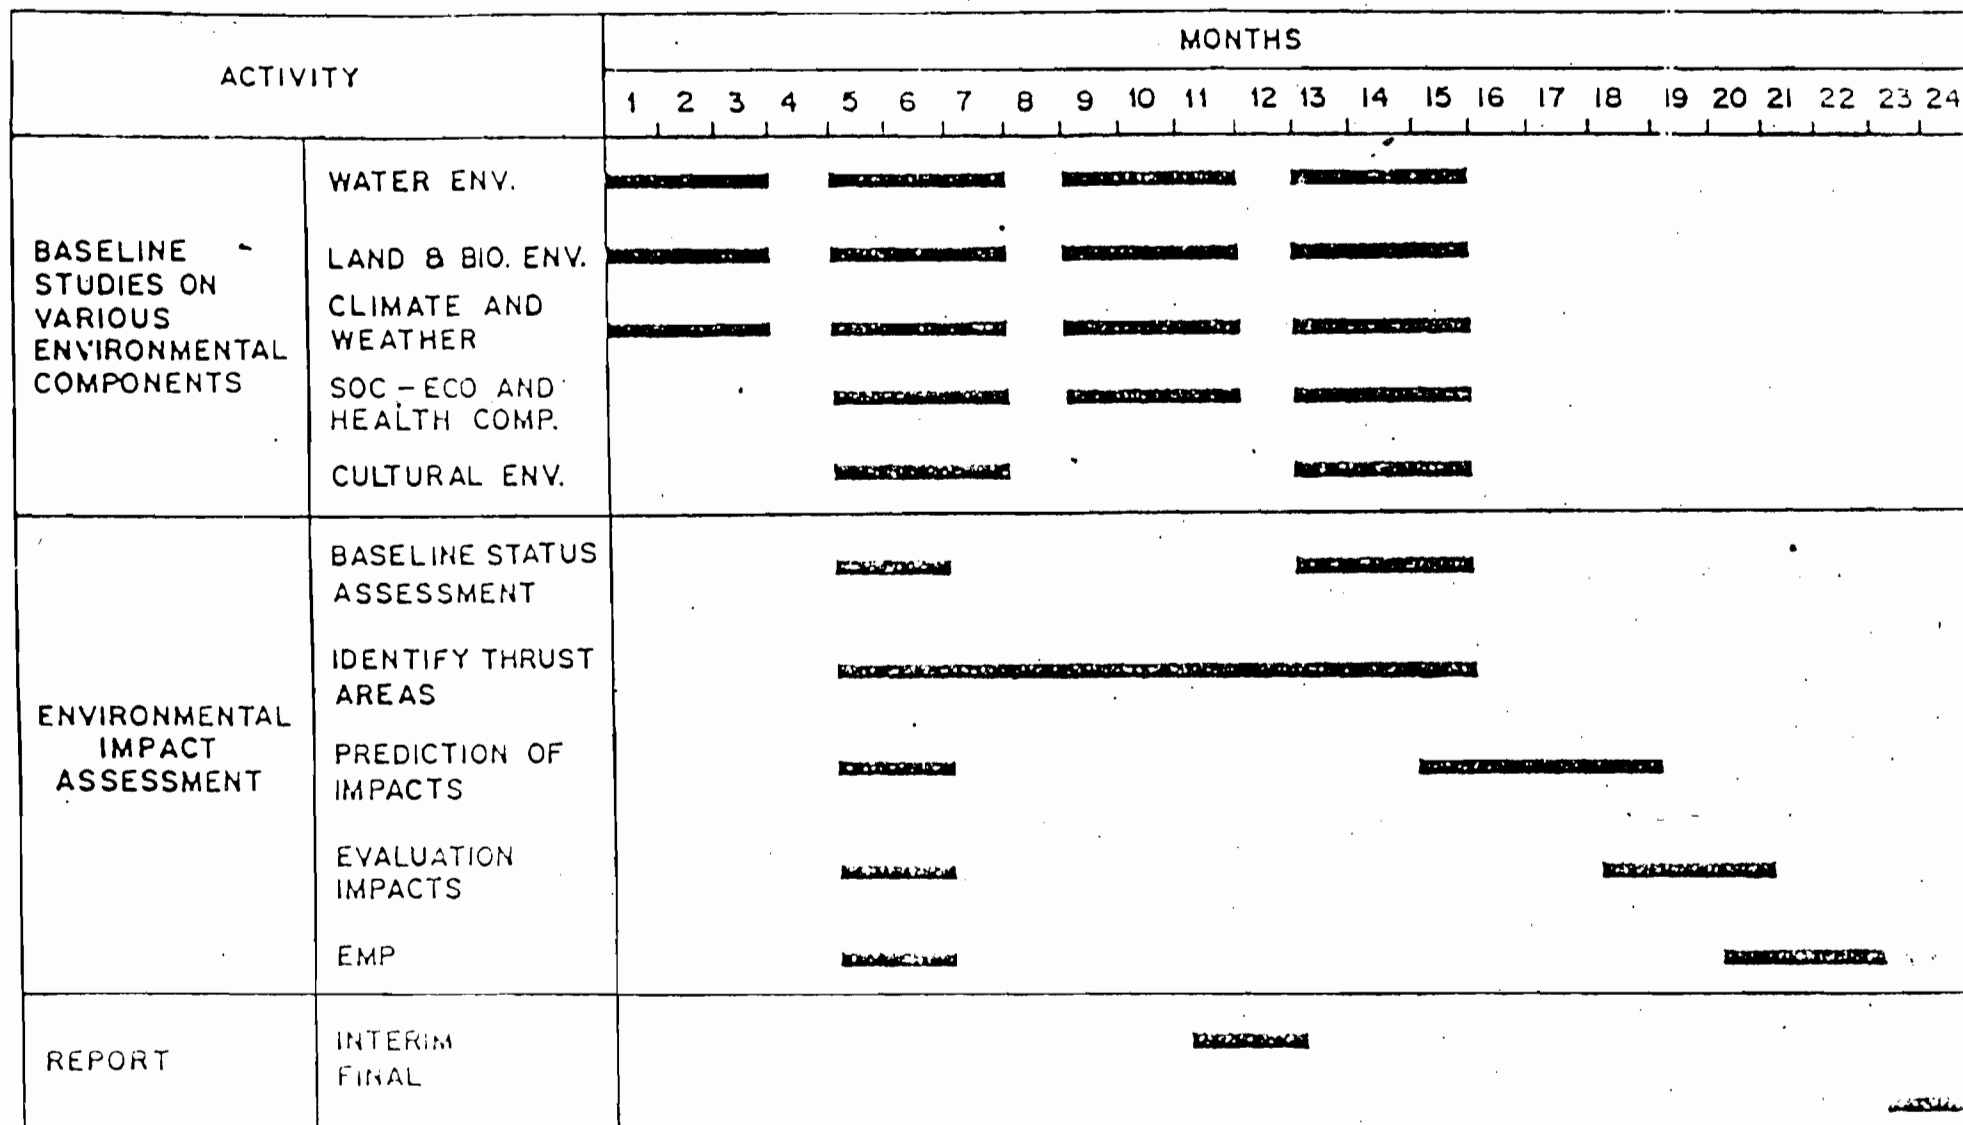 ACTIVITY
MONTHS
1 2 3 4 5 6 7 8 9 10 11 12 13 14 15 16 17 18 19 20 21 22 23 24
BASELINE
STUDIES ON
VARIOUS
ENVIRONMENTAL
COMPONENTS
WATER ENV.
LAND & BIO. ENV.
CLIMATE AND
WEATHER
SOC-ECO AND
HEALTH COMP.
CULTURAL ENV.
ENVIRONMENTAL
IMPACT
ASSESSMENT
BASELINE STATUS
ASSESSMENT
IDENTIFY THRUST
AREAS
PREDICTION OF
IMPACTS
EVALUATION
IMPACTS
EMP
REPORT
INTERIM
FINAL